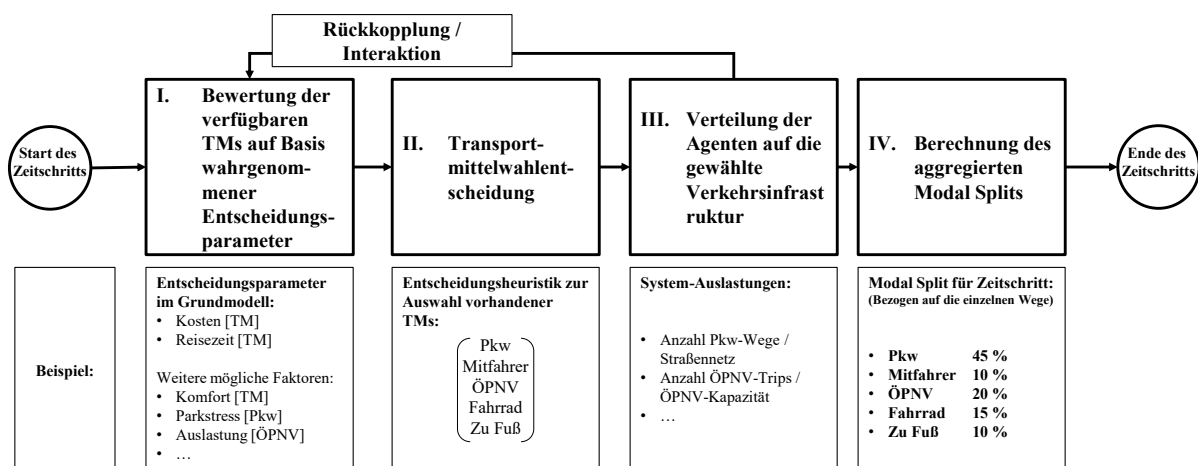 Rückkopplung /
Interaktion
Start des
Zeitschritts
I. Bewertung der
verfügbaren
TMs auf Basis
wahrgenom-
mener
Entscheidungs-
parameter
II. Transport-
mittelwahlent-
scheidung
III. Verteilung der
Agenten auf die
gewählte
Verkehrsinfrast
ruktur
IV. Berechnung des
aggregierten
Modal Splits
Ende des
Zeitschritts
Beispiel:
Entscheidungsparameter
im Grundmodell:
• Kosten [TM]
• Reisezeit [TM]
Weitere mögliche Faktoren:
• Komfort [TM]
• Parkstress [Pkw]
• Auslastung [ÖPNV]
• …
Entscheidungsheuristik zur
Auswahl vorhandener
TMs:
Pkw
Mitfahrer
ÖPNV
Fahrrad
Zu Fuß
System-Auslastungen:
• Anzahl Pkw-Wege /
Straßennetz
• Anzahl ÖPNV-Trips /
ÖPNV-Kapazität
• …
Modal Split für Zeitschritt:
(Bezogen auf die einzelnen Wege)
• Pkw 45 %
• Mitfahrer 10 %
• ÖPNV 20 %
• Fahrrad 15 %
• Zu Fuß 10 %